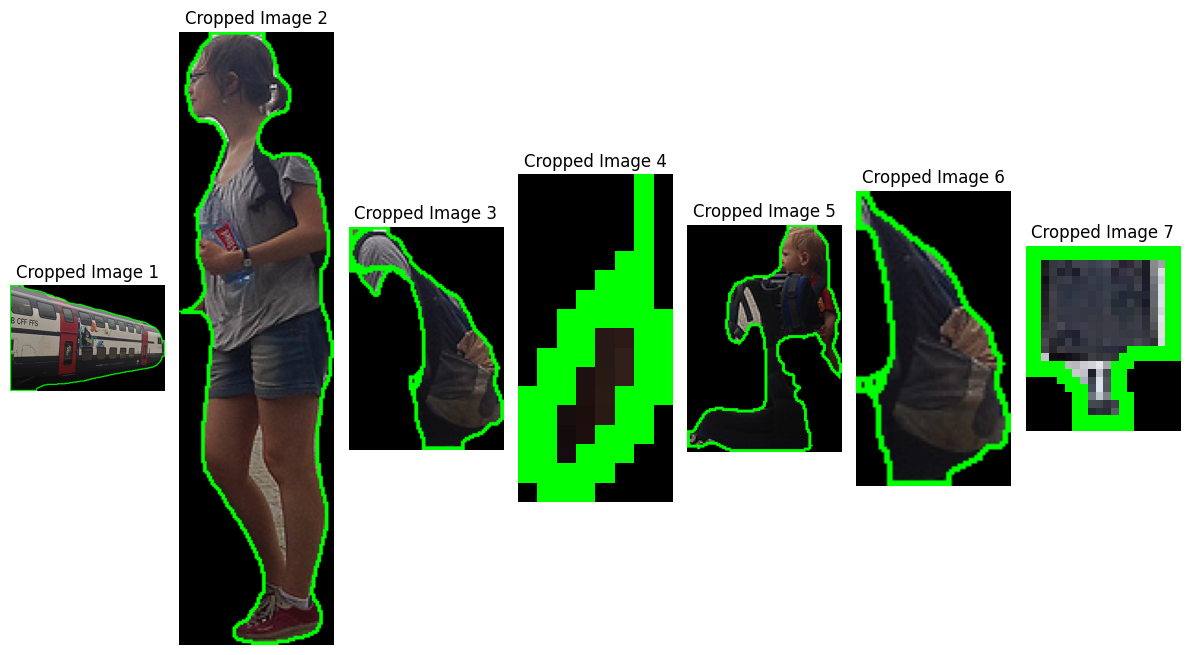 Cropped Image 1
Cropped Image 2
Cropped Image 3
Cropped Image 4
Cropped Image 5
Cropped Image 6
Cropped Image 7
B CFF FFS